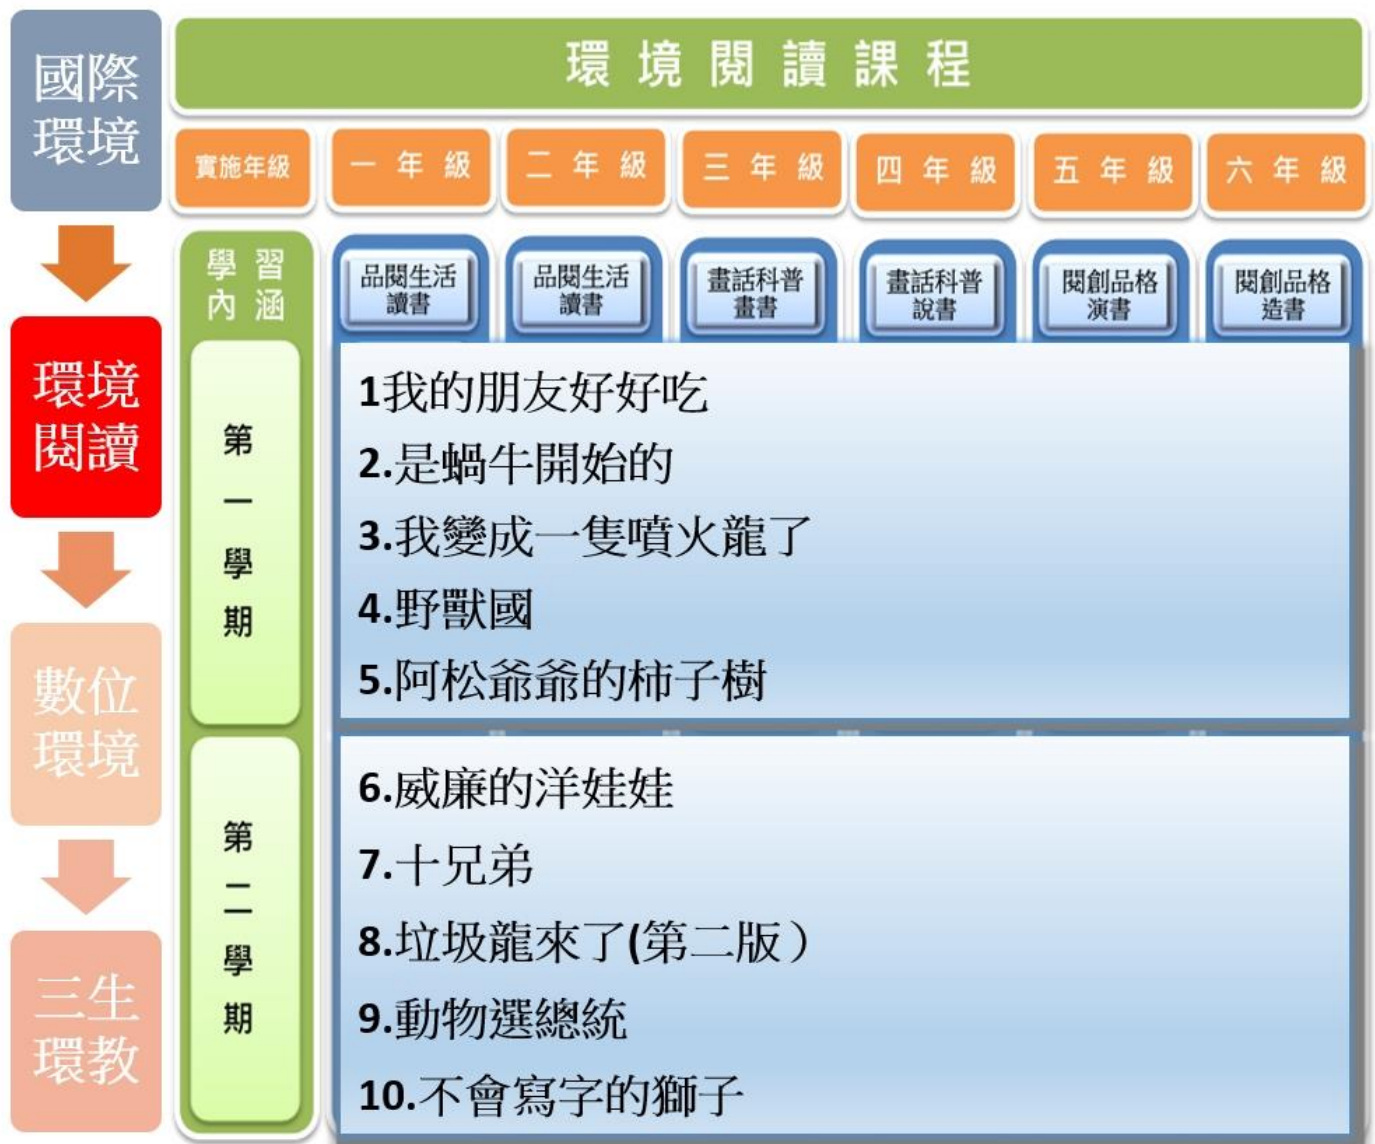 國際
環境
環境
閱讀
數位
環境
三生
環教
環境閱讀課程
實施年級
一年級
二年級
三年級
四年級
五年級
六年級
學習
內涵
品閱生活
讀書
品閱生活
讀書
畫話科普
畫書
畫話科普
說書
閱創品格
演書
閱創品格
造書
第一學期
1我的朋友好好吃
2.是蝸牛開始的
3.我變成一隻噴火龍了
4.野獸國
5.阿松爺爺的柿子樹
第二學期
6.威廉的洋娃娃
7.十兄弟
8.垃圾龍來了(第二版）
9.動物選總統
10.不會寫字的獅子